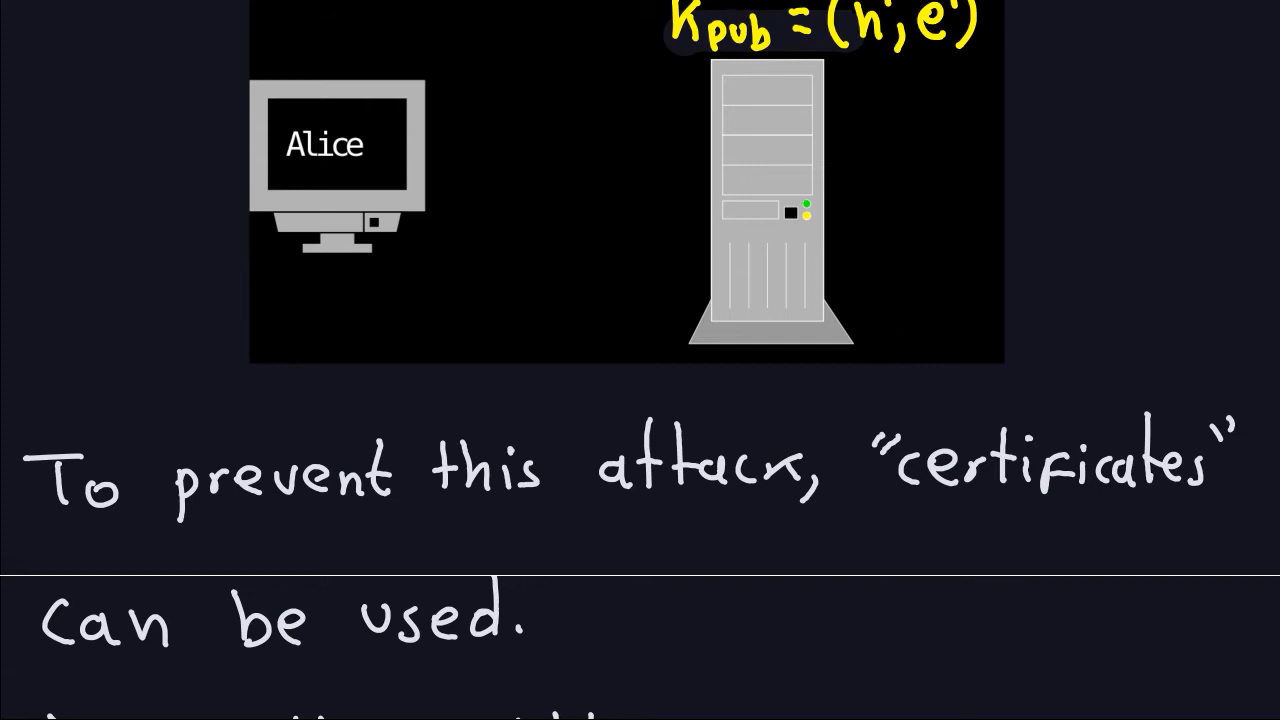 Kpub = (n', e')
Alice
To prevent this attack, "certificates"
can be used.